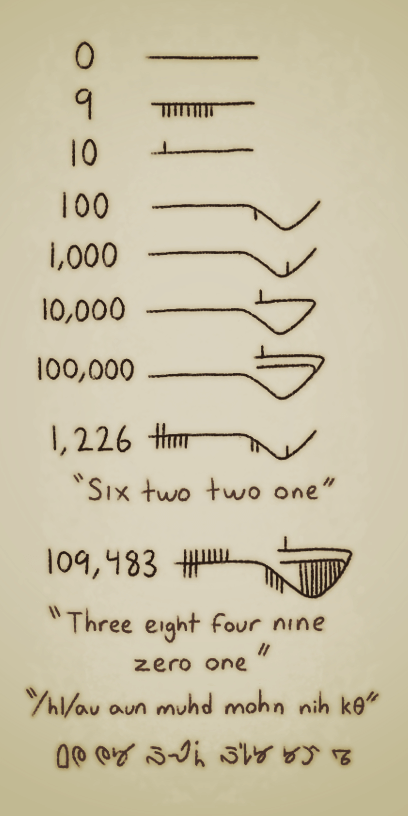 0
9
10
100
1,000
10,000
100,000
1,226
"Six two two one"
109,483
"Three eight four nine
zero one"
"/hl/au aun muhd mohn nih kθ"